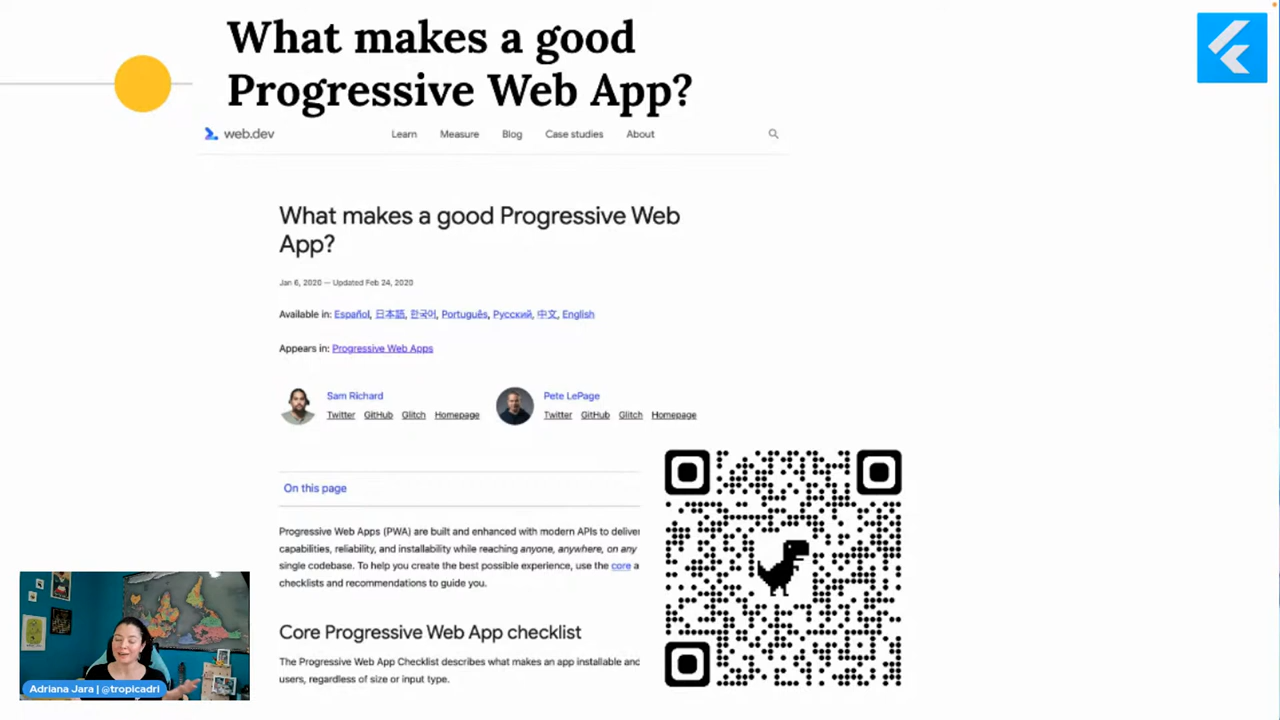 What makes a good
Progressive Web App?
web.dev
Learn Measure Blog Case studies About
What makes a good Progressive Web
App?
Jan 6, 2020 — Updated Feb 24, 2020
Available in: Español, 日本語, 한국어, Português, Русский, 中文, English
Appears in: Progressive Web Apps
Sam Richard
Twitter GitHub Glitch Homepage
Pete LePage
Twitter GitHub Glitch Homepage
On this page
Progressive Web Apps (PWA) are built and enhanced with modern APIs to deliver
capabilities, reliability, and installability while reaching anyone, anywhere, on any
single codebase. To help you create the best possible experience, use the core a
checklists and recommendations to guide you.
Core Progressive Web App checklist
The Progressive Web App Checklist describes what makes an app installable and
users, regardless of size or input type.
Adriana Jara | @tropicadri